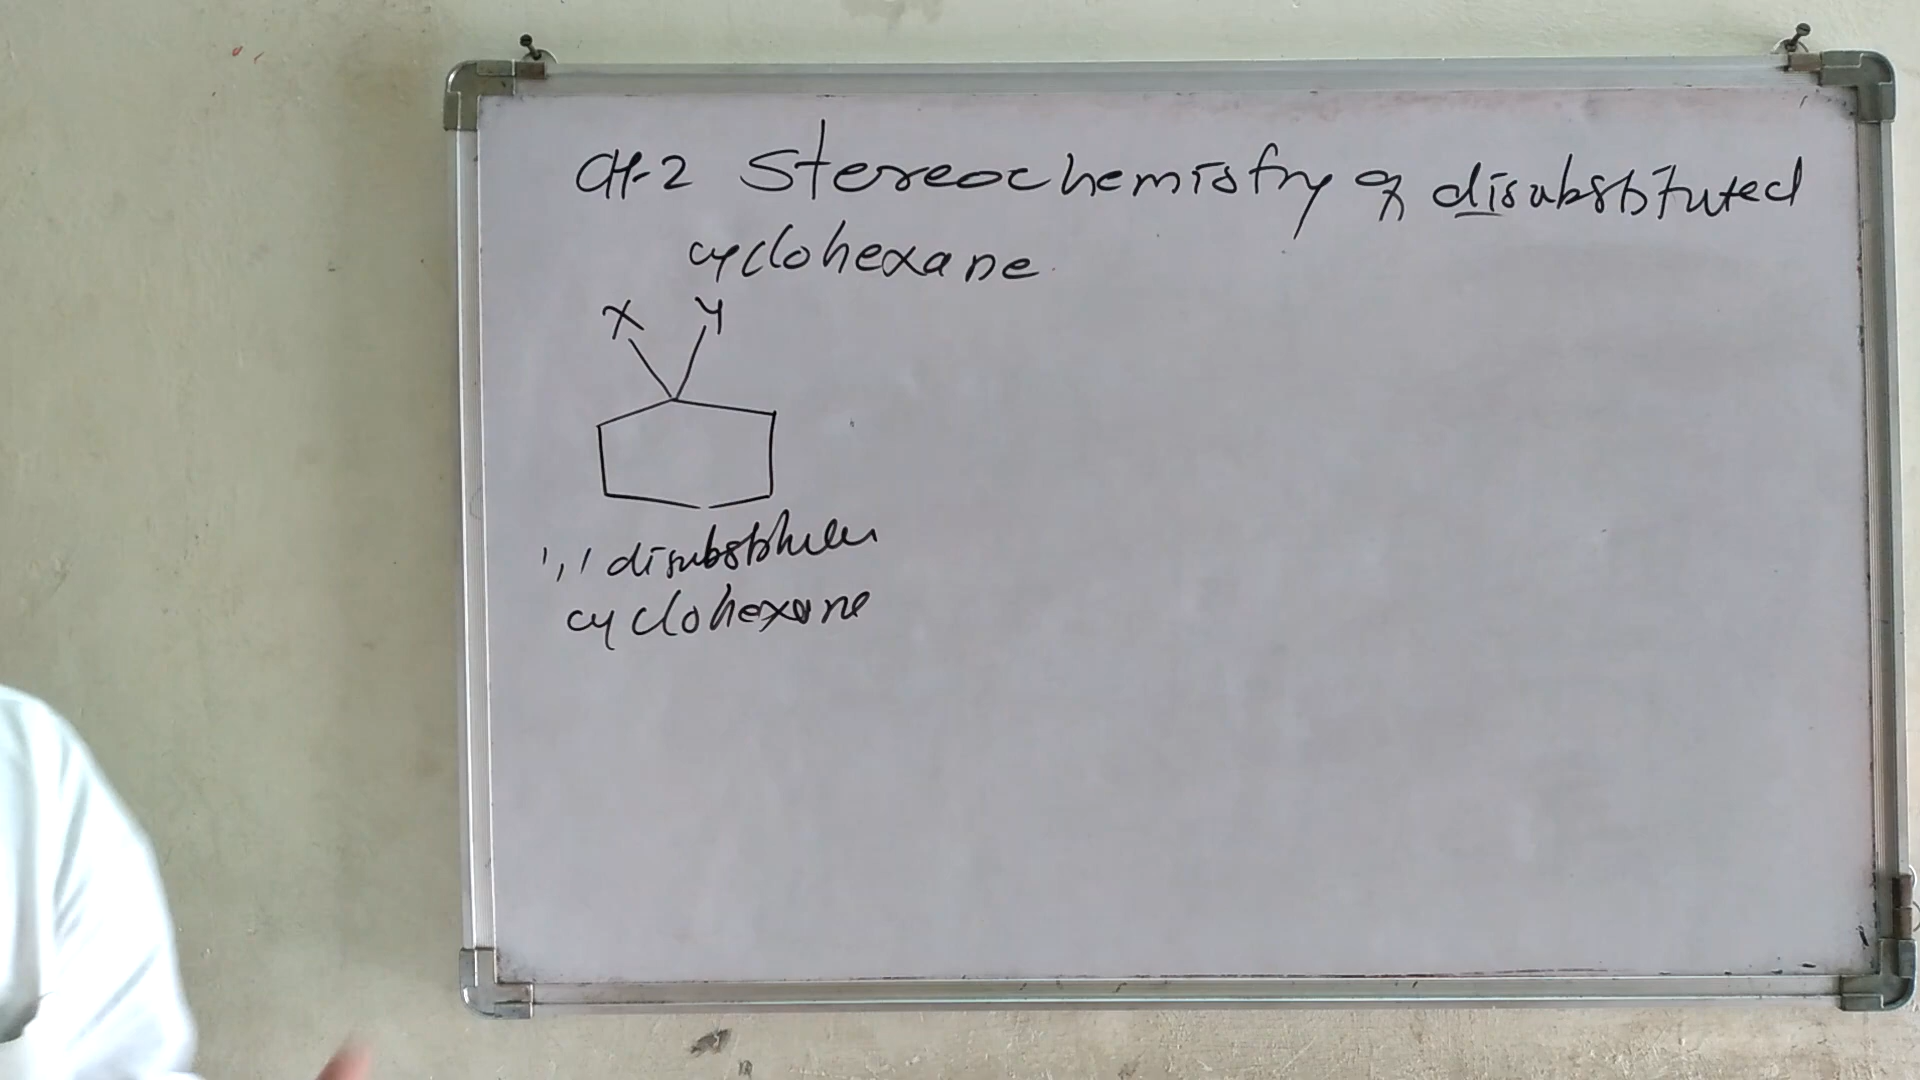 CH-2 Stereochemistry of disubstituted
cyclohexane
X Y
1,1 disubstituted
cyclohexane